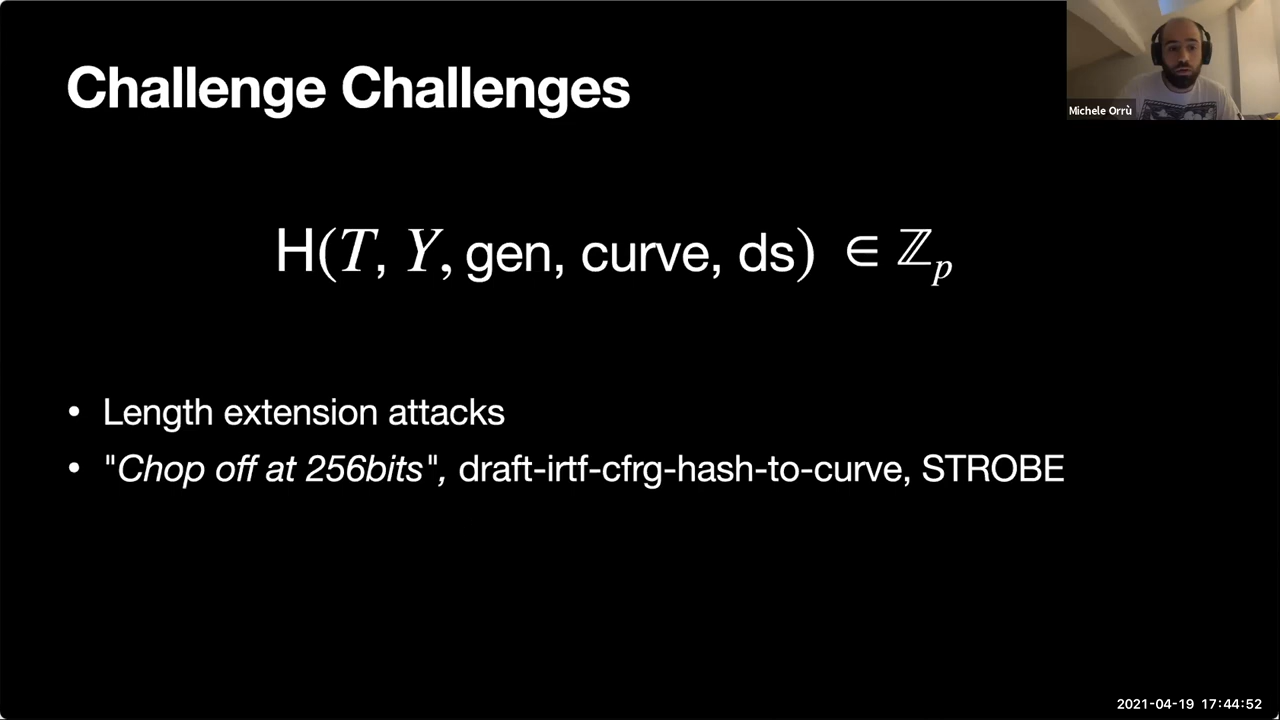 Challenge Challenges
Michele Orrù
H(T, Y, gen, curve, ds) ∈ ℤₚ
• Length extension attacks
• "Chop off at 256bits", draft-irtf-cfrg-hash-to-curve, STROBE
2021-04-19 17:44:52